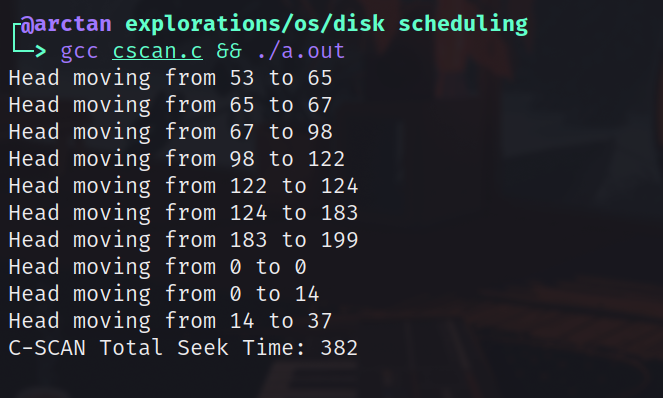 @arctan explorations/os/disk scheduling
> gcc cscan.c && ./a.out
Head moving from 53 to 65
Head moving from 65 to 67
Head moving from 67 to 98
Head moving from 98 to 122
Head moving from 122 to 124
Head moving from 124 to 183
Head moving from 183 to 199
Head moving from 0 to 0
Head moving from 0 to 14
Head moving from 14 to 37
C-SCAN Total Seek Time: 382